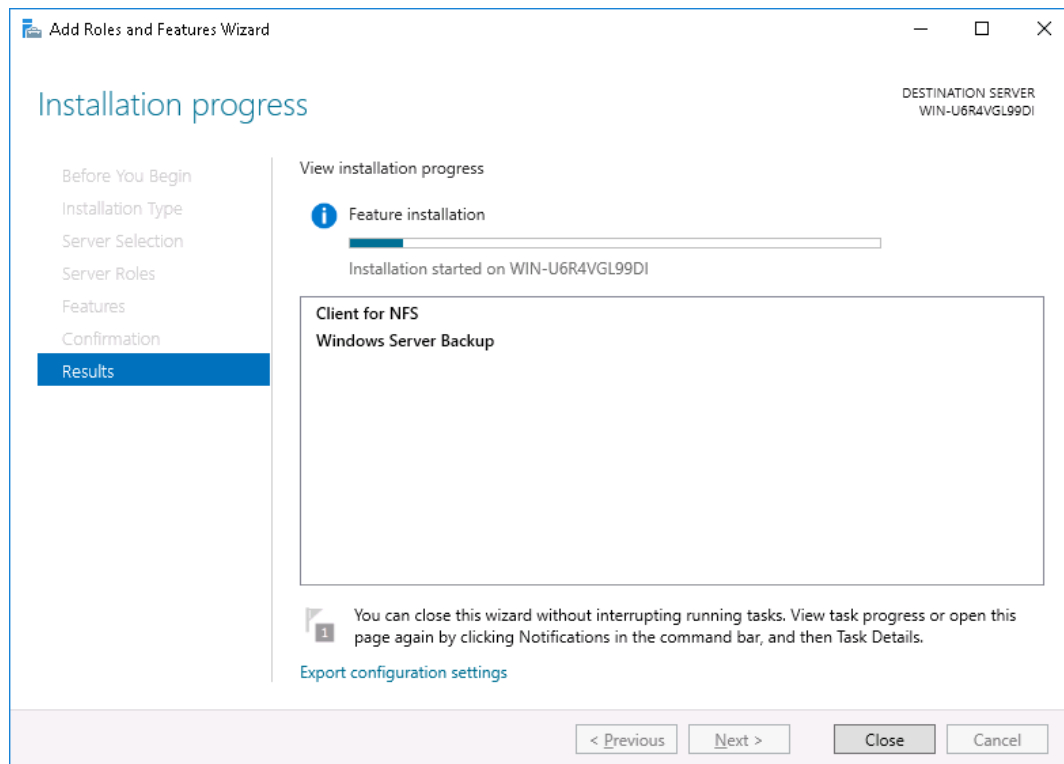 Add Roles and Features Wizard
Installation progress
DESTINATION SERVER
WIN-U6R4VGL99DI
Before You Begin
Installation Type
Server Selection
Server Roles
Features
Confirmation
Results
View installation progress
Feature installation
Installation started on WIN-U6R4VGL99DI
Client for NFS
Windows Server Backup
1
You can close this wizard without interrupting running tasks. View task progress or open this
page again by clicking Notifications in the command bar, and then Task Details.
Export configuration settings
< Previous
Next >
Close
Cancel